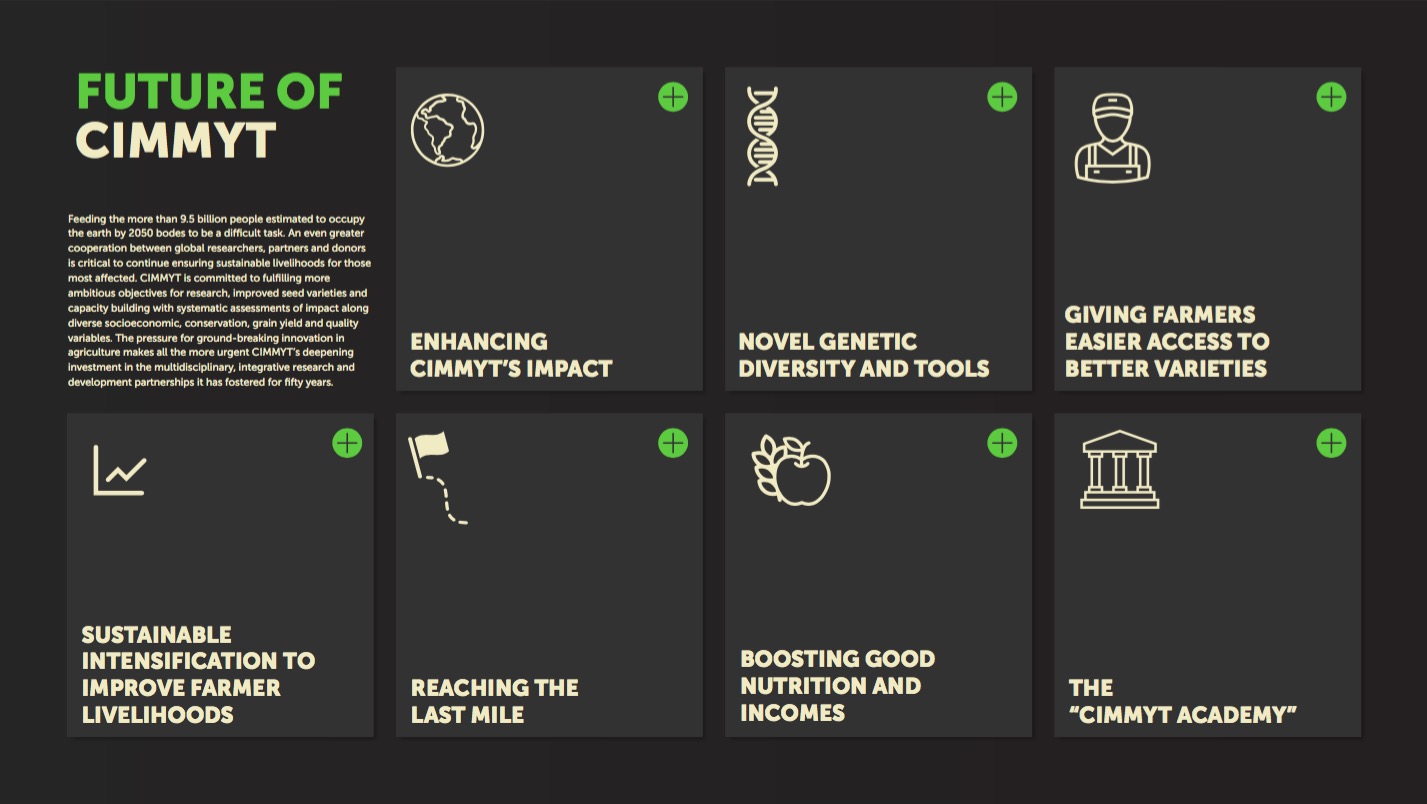 FUTURE OF
CIMMYT
Feeding the more than 9.5 billion people estimated to occupy
the earth by 2050 bodes to be a difficult task. An even greater
cooperation between global researchers, partners and donors
is critical to continue ensuring sustainable livelihoods for those
most affected. CIMMYT is committed to fulfilling more
ambitious objectives for research, improved seed varieties and
capacity building with systematic assessments of impact along
diverse socioeconomic, conservation, grain yield and quality
variables. The pressure for ground-breaking innovation in
agriculture makes all the more urgent CIMMYT's deepening
investment in the multidisciplinary, integrative research and
development partnerships it has fostered for fifty years.
ENHANCING
CIMMYT'S IMPACT
NOVEL GENETIC
DIVERSITY AND TOOLS
GIVING FARMERS
EASIER ACCESS TO
BETTER VARIETIES
SUSTAINABLE
INTENSIFICATION TO
IMPROVE FARMER
LIVELIHOODS
REACHING THE
LAST MILE
BOOSTING GOOD
NUTRITION AND
INCOMES
THE
“CIMMYT ACADEMY”